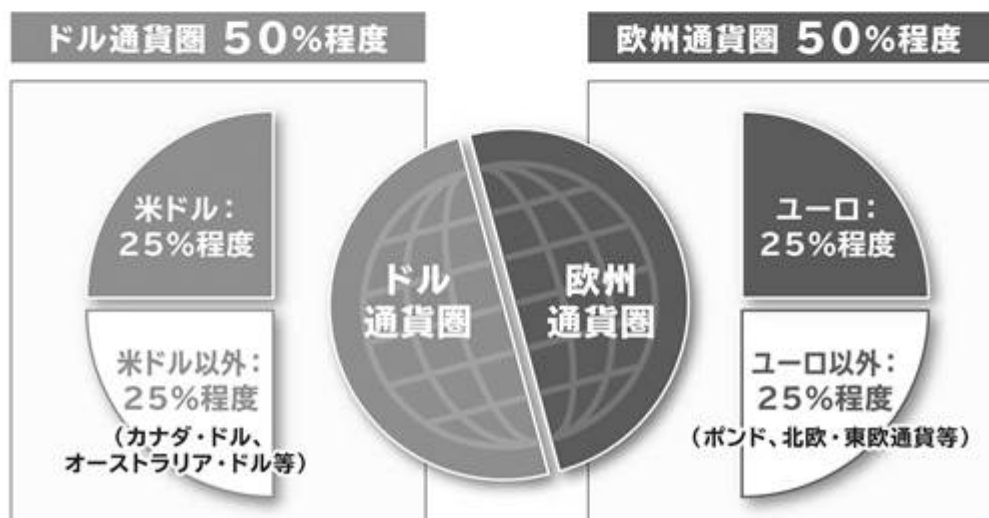 ドル通貨圏 50%程度
米ドル：
25%程度
米ドル以外：
25%程度
（カナダ・ドル、
オーストラリア・ドル等）
ドル
通貨圏
欧州
通貨圏
欧州通貨圏 50%程度
ユーロ：
25%程度
ユーロ以外：
25%程度
（ポンド、北欧・東欧通貨等）